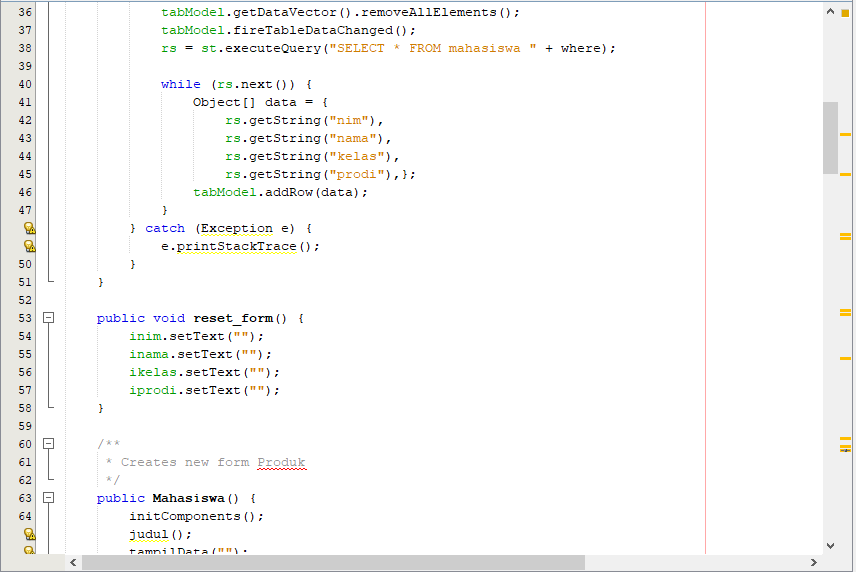 36 tabModel.getDataVector().removeAllElements();
37 tabModel.fireTableDataChanged();
38 rs = st.executeQuery("SELECT * FROM mahasiswa " + where);
39
40 while (rs.next()) {
41 Object[] data = {
42 rs.getString("nim"),
43 rs.getString("nama"),
44 rs.getString("kelas"),
45 rs.getString("prodi"),};
46 tabModel.addRow(data);
47 }
} catch (Exception e) {
e.printStackTrace();
50 }
51 }
52
53 public void reset_form() {
54 inim.setText("");
55 inama.setText("");
56 ikelas.setText("");
57 iprodi.setText("");
58 }
59
60 /**
61 * Creates new form Produk
62 */
63 public Mahasiswa() {
64 initComponents();
judul();
tampilData("");